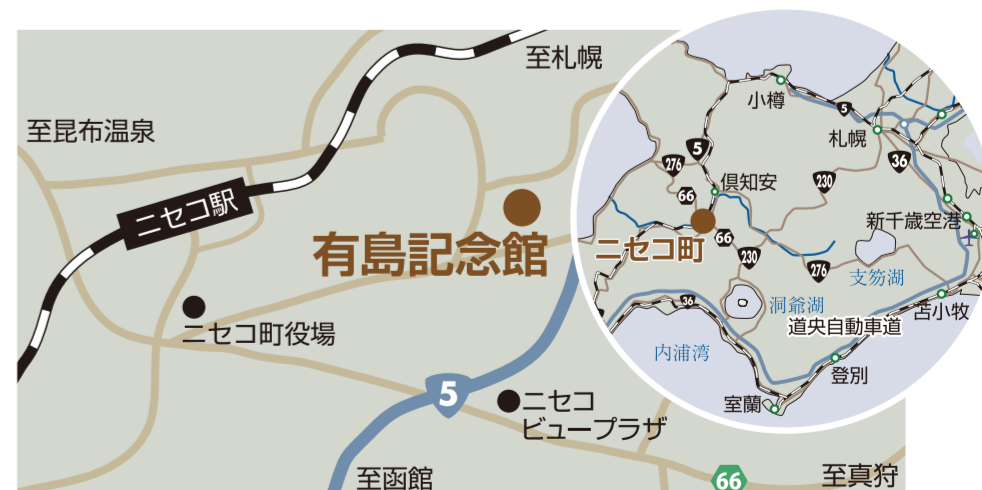 至札幌
至昆布温泉
ニセコ駅
有島記念館
ニセコ町役場
5
ニセコ
ビュープラザ
至函館
66
至真狩
小樽
5
札幌
5
276
36
倶知安
230
66
新千歳空港
ニセコ町
66
230
276
支笏湖
36
洞爺湖
苫小牧
道央自動車道
内浦湾
登別
室蘭